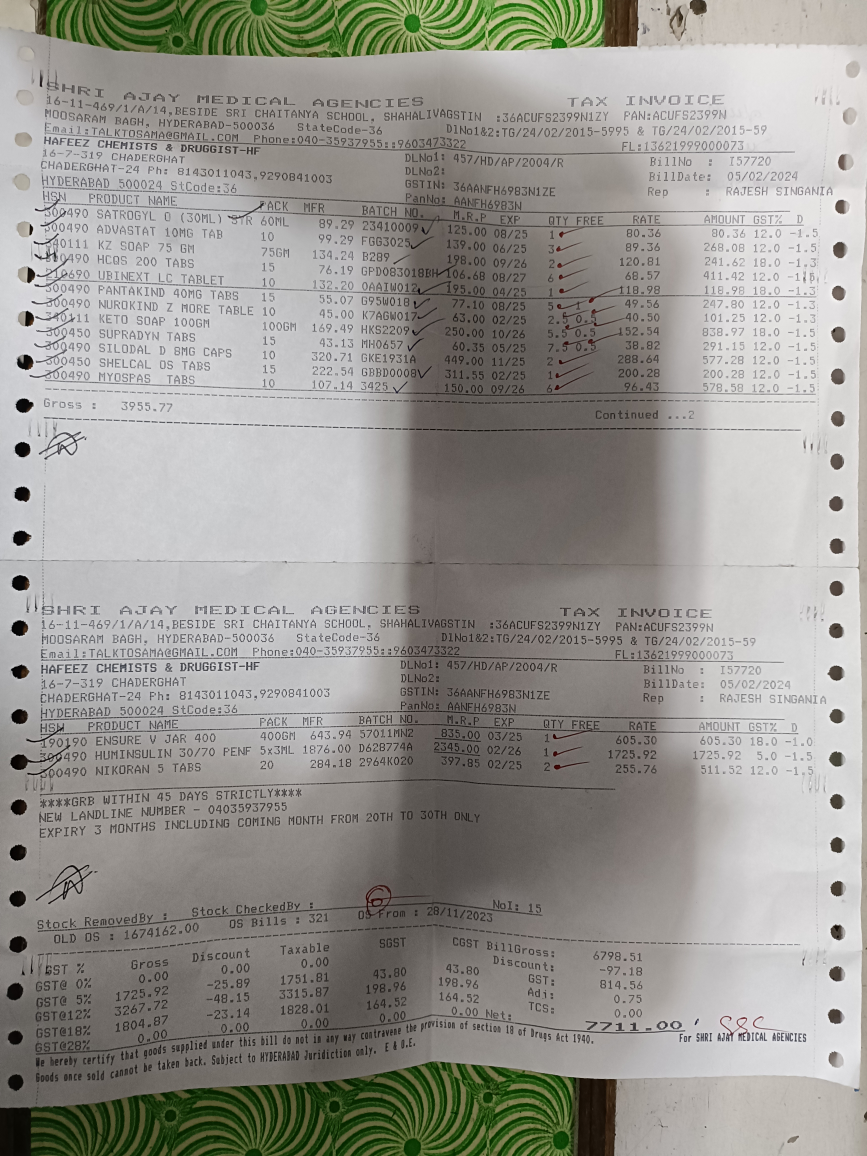 SHRI AJAY MEDICAL AGENCIES TAX INVOICE
16-11-469/1/A/14,BESIDE SRI CHAITANYA SCHOOL, SHAHALIVAGSTIN :36ACUFS2399N1ZY PAN:ACUFS2399N
MOOSARAM BAGH, HYDERABAD-500036 StateCode-36 DlNo1&2:TG/24/02/2015-5995 & TG/24/02/2015-59
Email:TALKTOSAMA@GMAIL.COM Phone:040-35937955::9603473322 FL:13621999000073
HAFEEZ CHEMISTS & DRUGGIST-HF DLNo1: 457/HD/AP/2004/R BillNo : I57720
16-7-319 CHADERGHAT DLNo2: BillDate: 05/02/2024
CHADERGHAT-24 Ph: 8143011043,9290841003 GSTIN: 36AANFH6983N1ZE Rep : RAJESH SINGANIA
HYDERABAD 500024 StCode:36 PanNo: AANFH6983N
HSN PRODUCT NAME PACK MFR BATCH NO. M.R.P EXP QTY FREE RATE AMOUNT GST% D
300490 SATROGYL O (30ML) STR 60ML 89.29 23410009 125.00 08/25 1 80.36 80.36 12.0 -1.5
300490 ADVASTAT 10MG TAB 10 99.29 FGG3025 139.00 06/25 3 89.36 268.08 12.0 -1.5
340111 KZ SOAP 75 GM 75GM 134.24 B289 198.00 09/26 2 120.81 241.62 18.0 -1.3
HCQS 200 TABS 15 76.19 GPD083018BH 106.68 08/27 6 68.57 411.42 12.0
210690 UBINEXT LC TABLET 10 132.20 OAAIW012 195.00 04/25 1 118.98 118.98 18.0 -1.3
300490 PANTAKIND 40MG TABS 15 55.07 G95W018 77.10 08/25 5 1 49.56 247.80 12.0 -1.5
300490 NUROKIND Z MORE TABLE 10 45.00 K7AGW017 63.00 02/25 2.5 0.5 40.50 101.25 12.0 -1.5
340111 KETO SOAP 100GM 100GM 169.49 HKS2209 250.00 10/26 5.5 0.5 152.54 838.97 18.0 -1.5
300450 SUPRADYN TABS 15 43.13 MH0657 60.35 05/25 7.5 0.5 38.82 291.15 12.0 -1.5
300490 SILODAL D 8MG CAPS 10 320.71 GKE1931A 449.00 11/25 2 288.64 577.28 12.0 -1.5
300450 SHELCAL OS TABS 15 222.54 GBBD0008 311.55 02/25 1 200.28 200.28 12.0 -1.5
300490 MYOSPAS TABS 10 107.14 3425 150.00 09/26 6 96.43 578.58 12.0 -1.5
Gross : 3955.77 Continued ...2
SHRI AJAY MEDICAL AGENCIES TAX INVOICE
16-11-469/1/A/14,BESIDE SRI CHAITANYA SCHOOL, SHAHALIVAGSTIN :36ACUFS2399N1ZY PAN:ACUFS2399N
MOOSARAM BAGH, HYDERABAD-500036 StateCode-36 DlNo1&2:TG/24/02/2015-5995 & TG/24/02/2015-59
Email:TALKTOSAMA@GMAIL.COM Phone:040-35937955::9603473322 FL:13621999000073
HAFEEZ CHEMISTS & DRUGGIST-HF DLNo1: 457/HD/AP/2004/R BillNo : I57720
16-7-319 CHADERGHAT DLNo2: BillDate: 05/02/2024
CHADERGHAT-24 Ph: 8143011043,9290841003 GSTIN: 36AANFH6983N1ZE Rep : RAJESH SINGANIA
HYDERABAD 500024 StCode:36 PanNo: AANFH6983N
HSN PRODUCT NAME PACK MFR BATCH NO. M.R.P EXP QTY FREE RATE AMOUNT GST% D
190190 ENSURE V JAR 400 400GM 643.94 57011MN2 835.00 03/25 1 605.30 605.30 18.0 -1.0
300490 HUMINSULIN 30/70 PENF 5x3ML 1876.00 D628774A 2345.00 02/26 1 1725.92 1725.92 5.0 -1.5
300490 NIKORAN 5 TABS 20 284.18 2964K020 397.85 02/25 2 255.76 511.52 12.0 -1.5
****GRB WITHIN 45 DAYS STRICTLY****
NEW LANDLINE NUMBER - 04035937955
EXPIRY 3 MONTHS INCLUDING COMING MONTH FROM 20TH TO 30TH ONLY
Stock RemovedBy : Stock CheckedBy : NoI: 15
OLD OS : 1674162.00 OS Bills : 321 OS From : 28/11/2023
GST % Gross Discount Taxable SGST CGST BillGross: 6798.51
GST@ 0% 0.00 0.00 0.00 Discount: -97.18
GST@ 5% 1725.92 -25.89 1751.81 43.80 43.80 GST: 814.56
GST@12% 3267.72 -48.15 3315.87 198.96 198.96 Adj: 0.75
GST@18% 1804.87 -23.14 1828.01 164.52 164.52 TCS: 0.00
GST@28% 0.00 0.00 0.00 0.00 Net: 7711.00
We hereby certify that goods supplied under this bill do not in any way contravene the provision of section 18 of Drugs Act 1940. For SHRI AJAY MEDICAL AGENCIES
Goods once sold cannot be taken back. Subject to HYDERABAD Juridiction only. E & O.E.